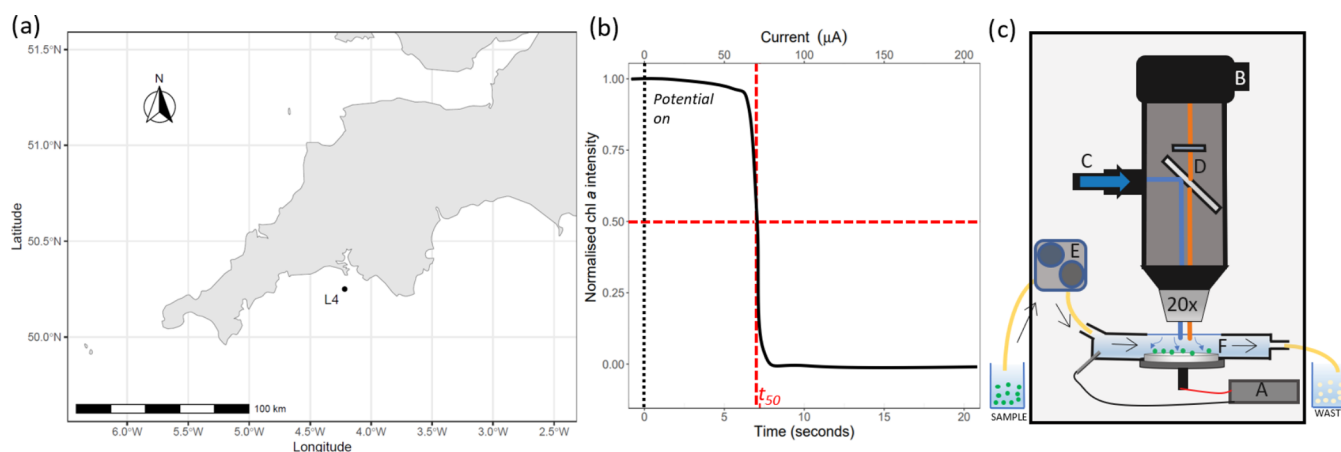 (a)
51.5°N
51.0°N
50.5°N
50.0°N
Latitude
N
L4
100 km
6.0°W 5.5°W 5.0°W 4.5°W 4.0°W 3.5°W 3.0°W 2.5°W
Longitude
(b)
Current (μA)
0 50 100 150 200
1.00
0.75
0.50
0.25
0.00
Normalised chl a intensity
Potential
on
t50
0 5 10 15 20
Time (seconds)
(c)
B
C
D
E
20x
F
A
SAMPLE
WAST